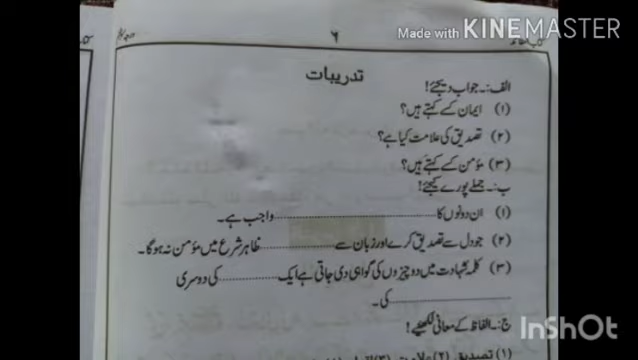 Made with KINEMASTER
۶
تدریبات
الف:۔ جواب دیجئے!
(۱) ایمان کسے کہتے ہیں؟
(۲) تصدیق کی علامت کیا ہے؟
(۳) مؤمن کسے کہتے ہیں؟
ب:۔ جملے پورے کیجئے!
(۱) ان دونوں کا ........................ واجب ہے۔
(۲) جو دل سے تصدیق کرے اور زبان سے ................ ظاہر شرع میں مؤمن نہ ہوگا۔
(۳) کلمۂ شہادت میں دو چیزوں کی گواہی دی جاتی ہے ایک ................ کی دوسری
................ کی۔
ج:۔ الفاظ کے معانی لکھئے!
(۱) تصدیق (۲)
InShOt